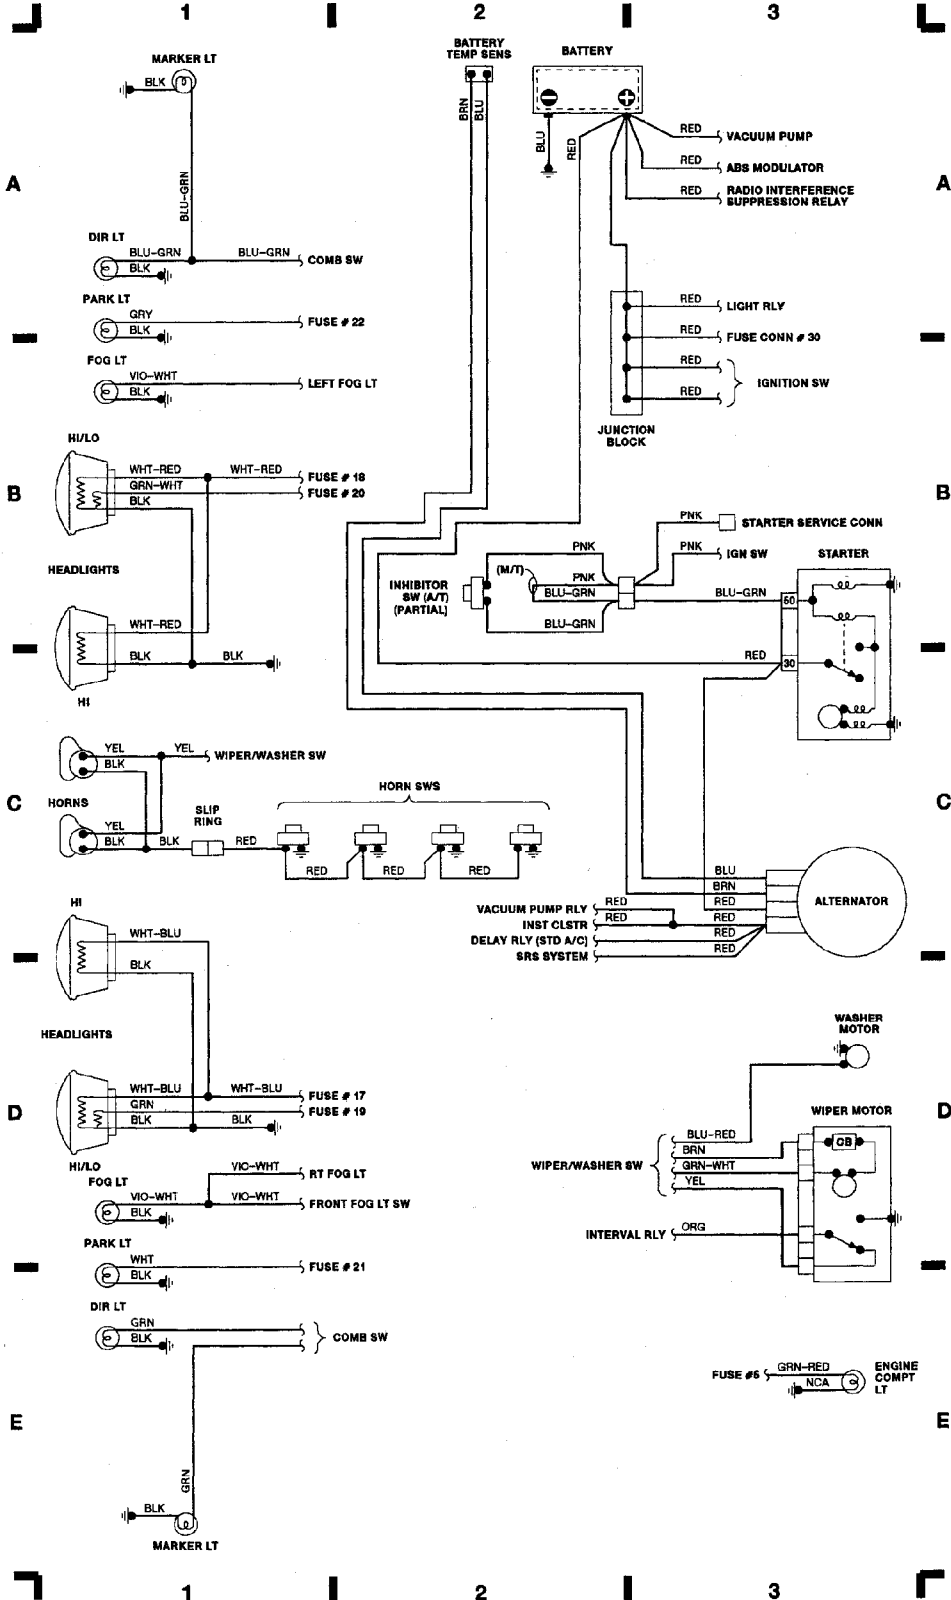 1 2 3
MARKER LT
BLK
BLU-GRN
A
DIR LT
BLU-GRN BLU-GRN COMB SW
BLK
PARK LT
GRY FUSE # 22
BLK
FOG LT
VIO-WHT LEFT FOG LT
BLK
BATTERY
TEMP SENS
BRN
BLU
BATTERY
BLU
RED
RED VACUUM PUMP
RED ABS MODULATOR
RED RADIO INTERFERENCE
SUPPRESSION RELAY
A
RED LIGHT RLY
RED FUSE CONN # 30
RED
IGNITION SW
RED
JUNCTION
BLOCK
HI/LO
WHT-RED WHT-RED FUSE # 18
B
GRN-WHT FUSE # 20
BLK
HEADLIGHTS
WHT-RED
BLK BLK
HI
B
PNK STARTER SERVICE CONN
PNK PNK IGN SW
STARTER
(M/T) PNK
INHIBITOR
SW (A/T)
(PARTIAL)
BLU-GRN BLU-GRN 50
BLU-GRN
RED 30
YEL YEL WIPER/WASHER SW
BLK
C
HORNS
YEL
BLK BLK
SLIP
RING
RED
HORN SWS
RED RED RED
C
BLU
BRN
VACUUM PUMP RLY RED RED
INST CLSTR RED RED
DELAY RLY (STD A/C) RED
SRS SYSTEM RED
ALTERNATOR
HI
WHT-BLU
BLK
HEADLIGHTS
D
WHT-BLU WHT-BLU FUSE # 17
GRN FUSE # 19
BLK BLK
HI/LO
FOG LT
VIO-WHT RT FOG LT
VIO-WHT VIO-WHT FRONT FOG LT SW
BLK
PARK LT
WHT FUSE # 21
BLK
WASHER
MOTOR
WIPER MOTOR
D
BLU-RED CB
BRN
WIPER/WASHER SW GRN-WHT
YEL
INTERVAL RLY ORG
DIR LT
GRN
BLK COMB SW
FUSE #6 GRN-RED
NCA
ENGINE
COMPT
LT
E E
GRN
BLK
MARKER LT
1 2 3